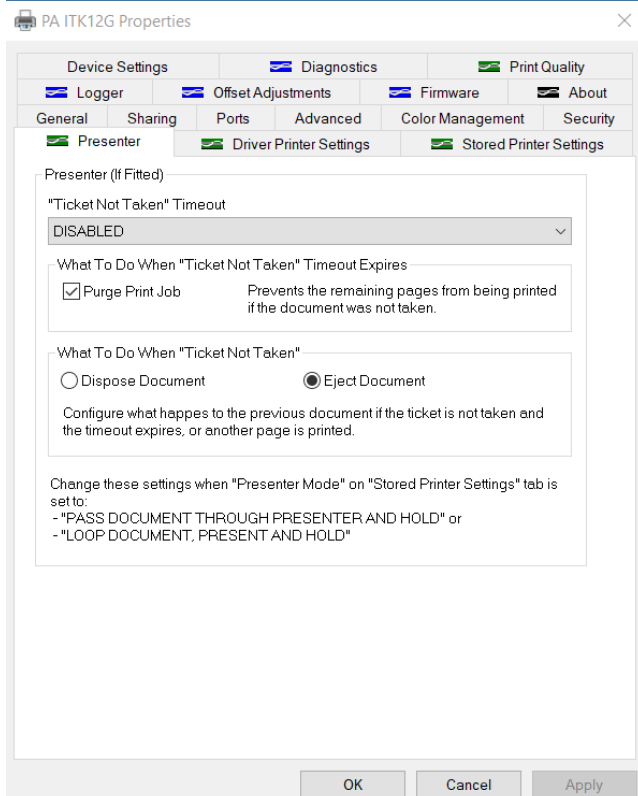 PA ITK12G Properties
Device Settings Diagnostics Print Quality
Logger Offset Adjustments Firmware About
General Sharing Ports Advanced Color Management Security
Presenter Driver Printer Settings Stored Printer Settings
Presenter (If Fitted)
"Ticket Not Taken" Timeout
DISABLED
What To Do When "Ticket Not Taken" Timeout Expires
Purge Print Job Prevents the remaining pages from being printed
if the document was not taken.
What To Do When "Ticket Not Taken"
Dispose Document Eject Document
Configure what happes to the previous document if the ticket is not taken and
the timeout expires, or another page is printed.
Change these settings when "Presenter Mode" on "Stored Printer Settings" tab is
set to:
- "PASS DOCUMENT THROUGH PRESENTER AND HOLD" or
- "LOOP DOCUMENT, PRESENT AND HOLD"
OK Cancel Apply